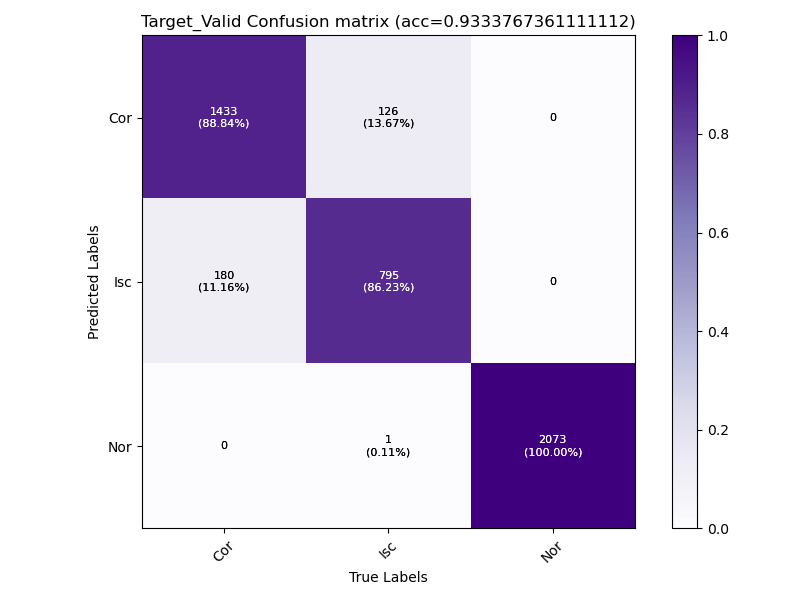 Target_Valid Confusion matrix (acc=0.9333767361111112)
Cor
1433
(88.84%)
126
(13.67%)
0
Isc
180
(11.16%)
795
(86.23%)
0
Nor
0
1
(0.11%)
2073
(100.00%)
Cor
Isc
Nor
True Labels
Predicted Labels
1.0
0.8
0.6
0.4
0.2
0.0